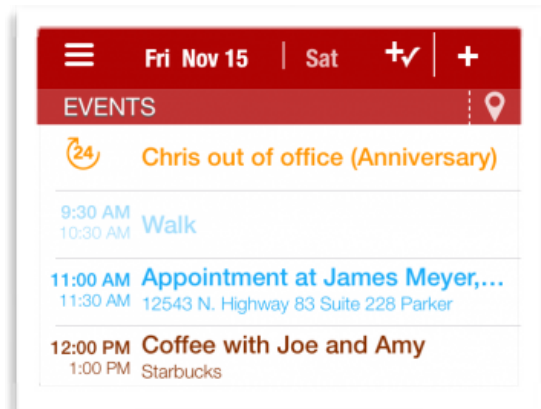 Fri Nov 15 | Sat
EVENTS
24 Chris out of office (Anniversary)
9:30 AM Walk
10:30 AM
11:00 AM Appointment at James Meyer,...
11:30 AM 12543 N. Highway 83 Suite 228 Parker
12:00 PM Coffee with Joe and Amy
1:00 PM Starbucks